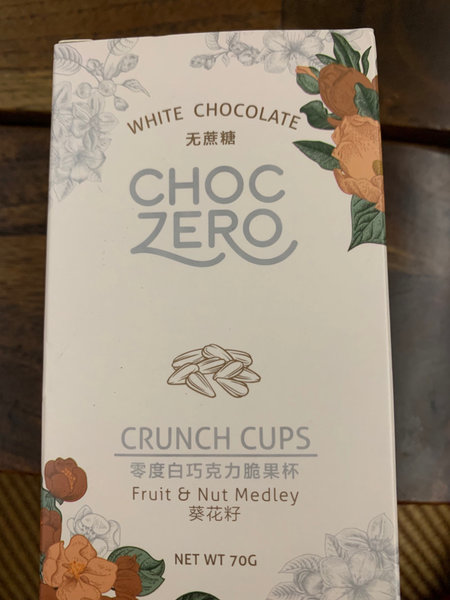 WHITE CHOCOLATE
无蔗糖
CHOC
ZERO
CRUNCH CUPS
零度白巧克力脆果杯
Fruit & Nut Medley
葵花籽
NET WT 70G